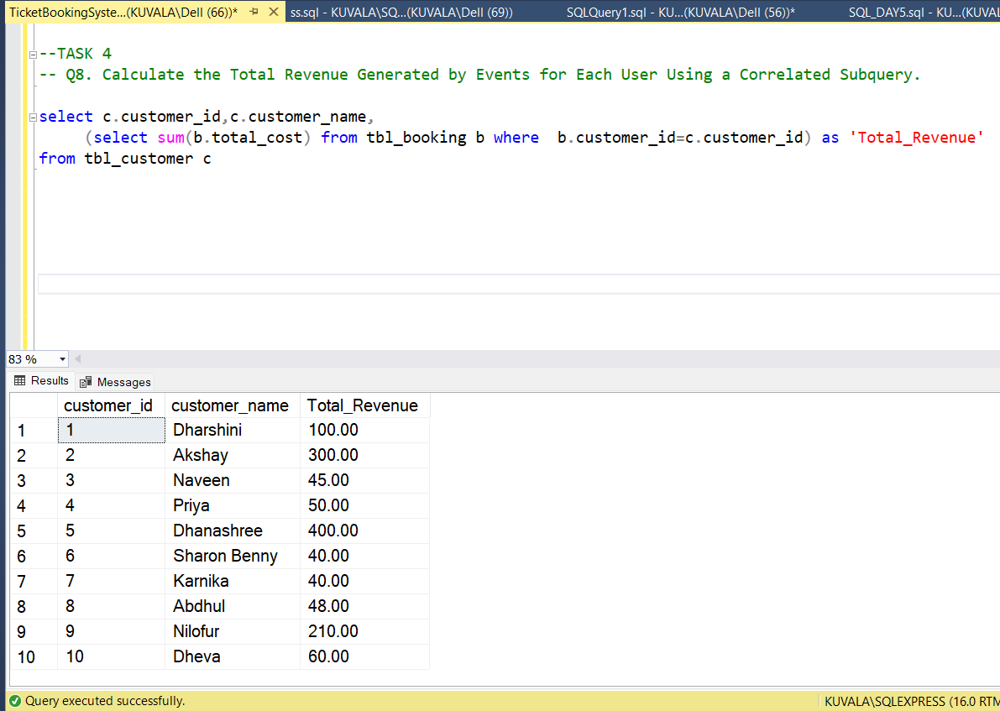 TicketBookingSyste...(KUVALA\Dell (66))* ss.sql - KUVALA\SQ...(KUVALA\Dell (69)) SQLQuery1.sql - KU...(KUVALA\Dell (56))* SQL_DAY5.sql - KU...(KUVAL
--TASK 4
-- Q8. Calculate the Total Revenue Generated by Events for Each User Using a Correlated Subquery.
select c.customer_id,c.customer_name,
(select sum(b.total_cost) from tbl_booking b where  b.customer_id=c.customer_id) as 'Total_Revenue'
from tbl_customer c
83 %
Results Messages
customer_id customer_name Total_Revenue
1 1 Dharshini 100.00
2 2 Akshay 300.00
3 3 Naveen 45.00
4 4 Priya 50.00
5 5 Dhanashree 400.00
6 6 Sharon Benny 40.00
7 7 Karnika 40.00
8 8 Abdhul 48.00
9 9 Nilofur 210.00
10 10 Dheva 60.00
Query executed successfully. KUVALA\SQLEXPRESS (16.0 RTM